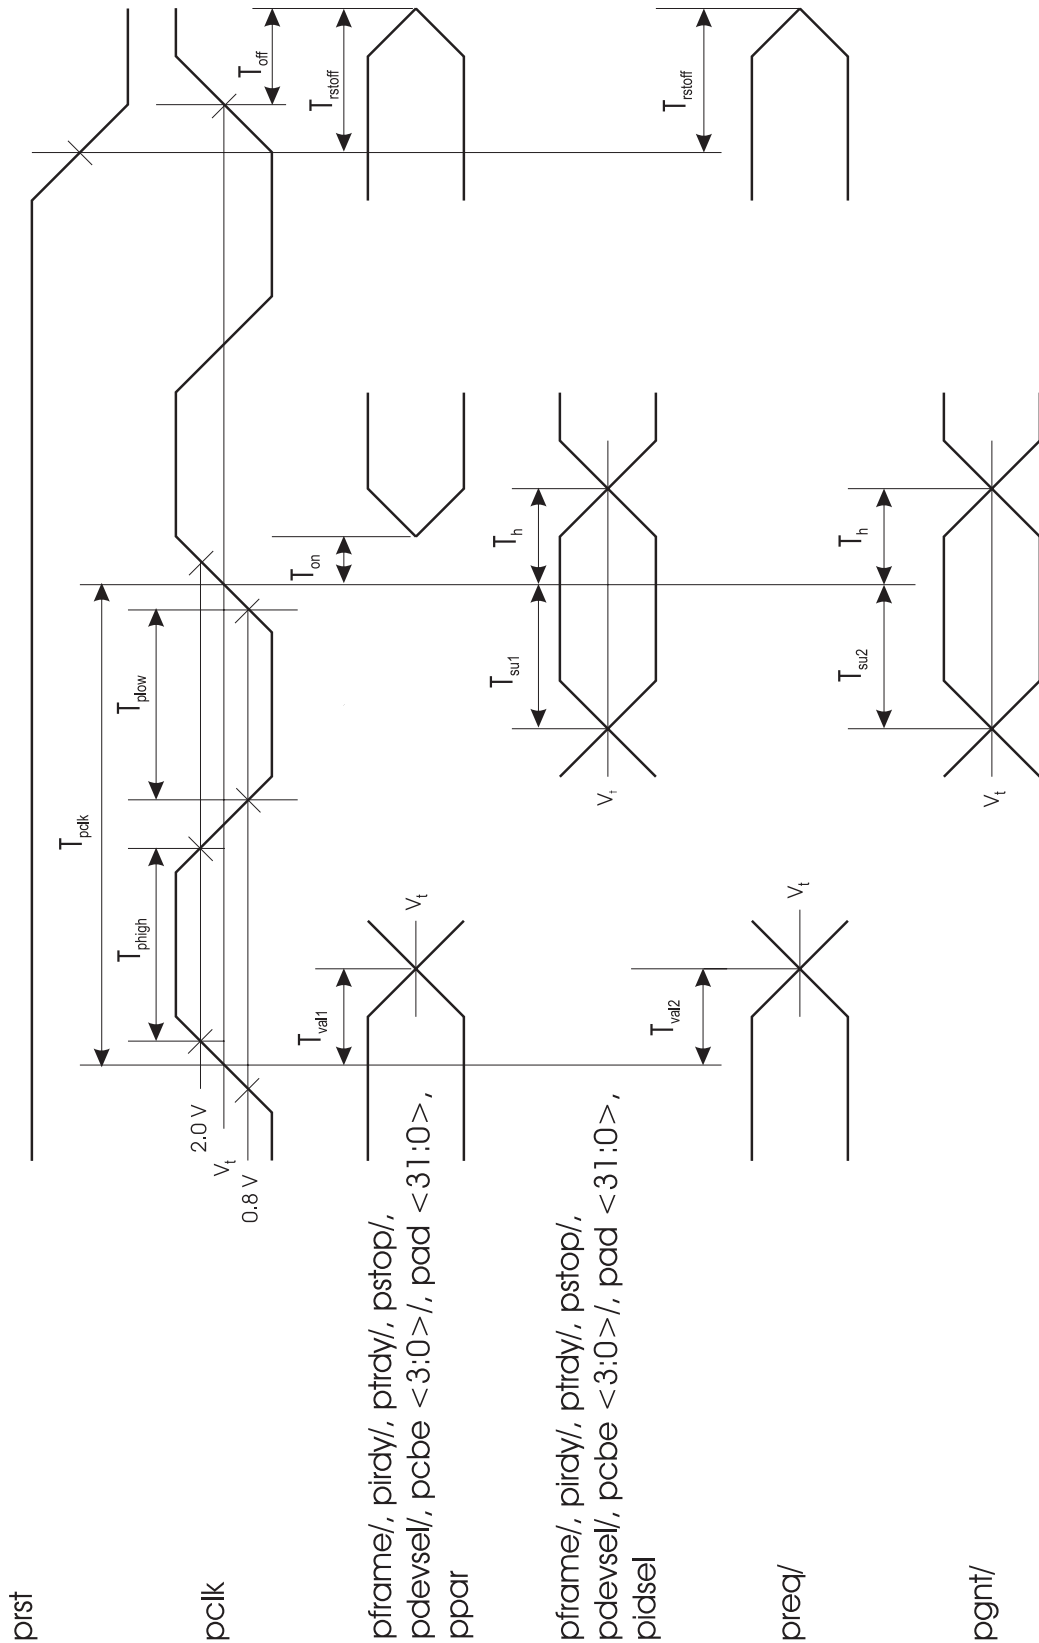 prst
pclk
2.0 V
Vt
0.8 V
Tpclk
Tphigh
Tplow
Toff
pframe/, pirdy/, ptrdy/, pstop/,
pdevsel/, pcbe <3:0>/, pad <31:0>,
ppar
Tval1
Vt
Ton
Trstoff
pframe/, pirdy/, ptrdy/, pstop/,
pdevsel/, pcbe <3:0>/, pad <31:0>,
pidsel
Vt
Tsu1
Th
preq/
Tval2
Vt
Trstoff
pgnt/
Vt
Tsu2
Th